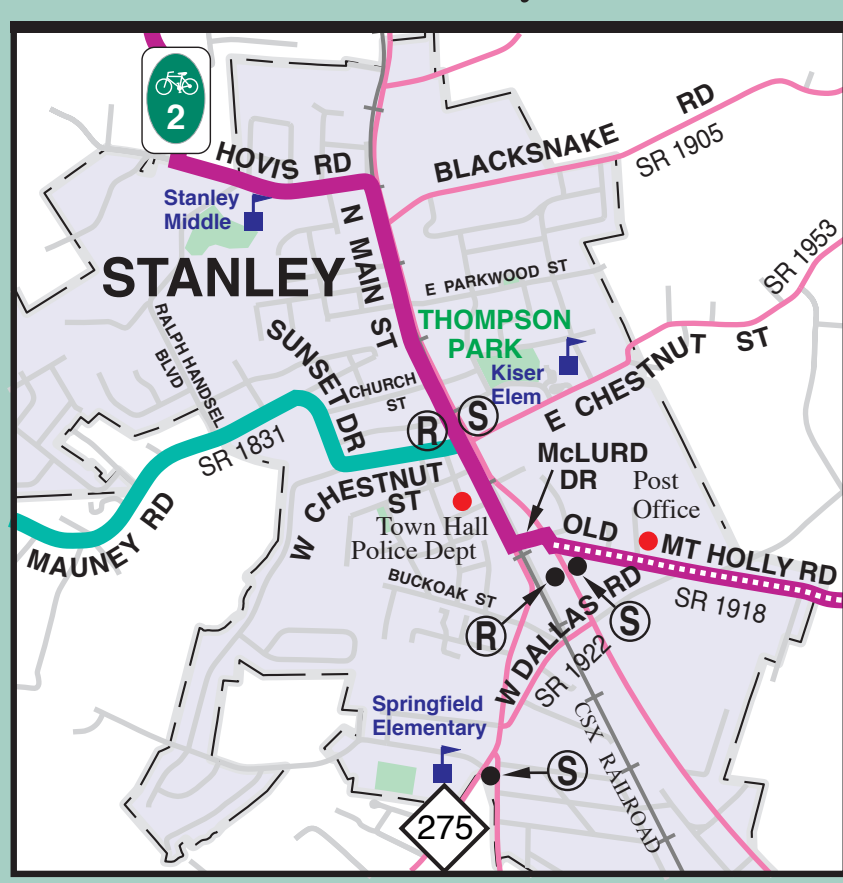 2
HOVIS RD
BLACKSNAKE RD
SR 1905
Stanley
Middle
N MAIN ST
STANLEY
E PARKWOOD ST
SR 1953
THOMPSON
PARK
Kiser
Elem
E CHESTNUT ST
RALPH HANDSEL
BLVD
SUNSET DR
CHURCH
ST
R
S
SR 1831
MAUNEY RD
W CHESTNUT
ST
McLURD
DR
Post
Office
Town Hall
Police Dept
OLD MT HOLLY RD
SR 1918
BUCKOAK ST
R
S
W DALLAS RD
SR 1922
Springfield
Elementary
CSX RAILROAD
S
275